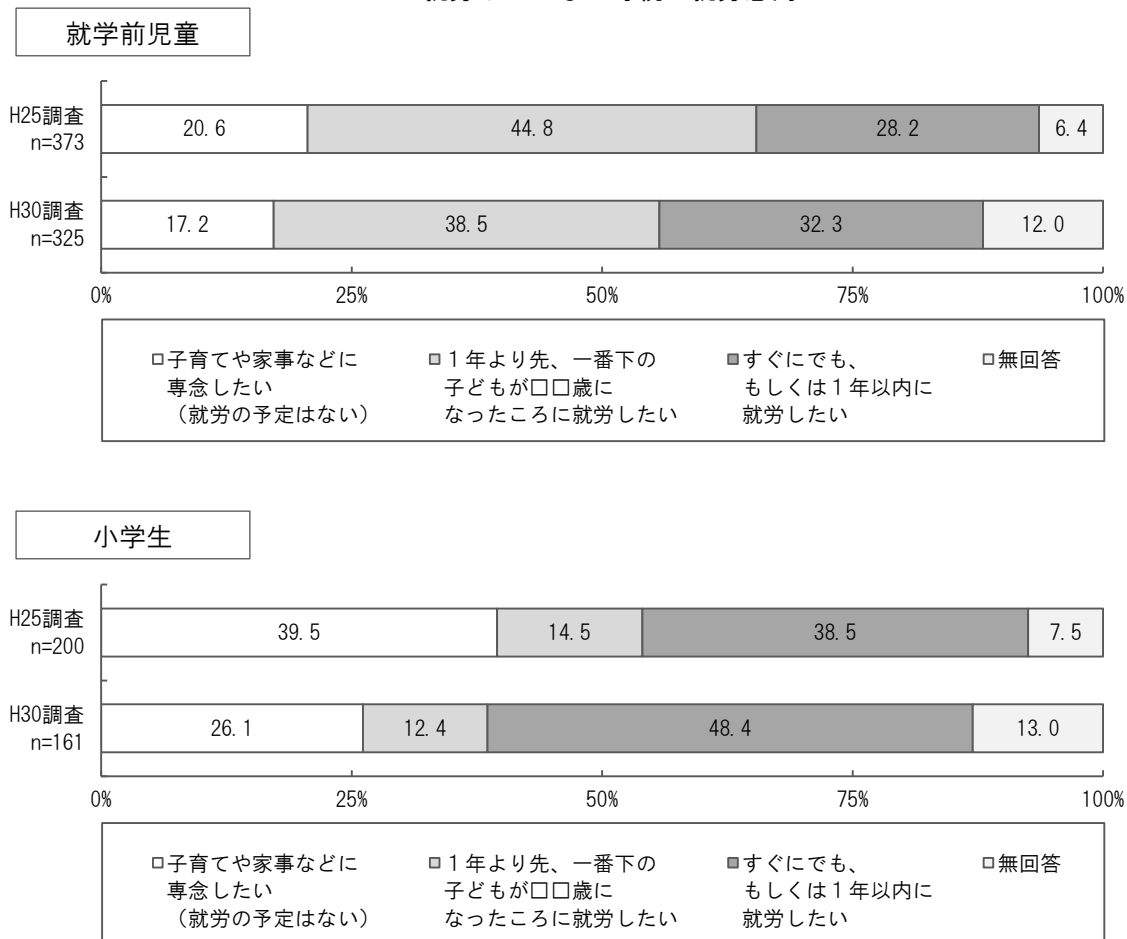 就学前児童
H25調査
n=373
20.6 44.8 28.2 6.4
H30調査
n=325
17.2 38.5 32.3 12.0
0% 25% 50% 75% 100%
□子育てや家事などに
専念したい
（就労の予定はない）
□１年より先、一番下の
子どもが□□歳に
なったころに就労したい
■すぐにでも、
もしくは１年以内に
就労したい
□無回答
小学生
H25調査
n=200
39.5 14.5 38.5 7.5
H30調査
n=161
26.1 12.4 48.4 13.0
0% 25% 50% 75% 100%
□子育てや家事などに
専念したい
（就労の予定はない）
□１年より先、一番下の
子どもが□□歳に
なったころに就労したい
■すぐにでも、
もしくは１年以内に
就労したい
□無回答